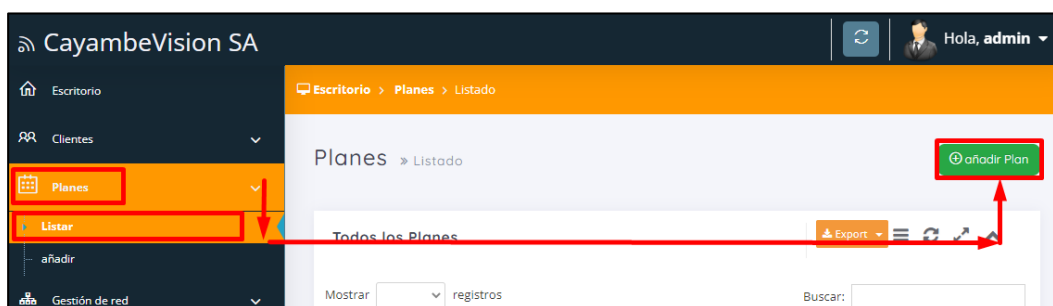 CayambeVision SA
Hola, admin
Escritorio
Escritorio > Planes > Listado
Clientes
Planes » Listado
añadir Plan
Planes
Listar
Todos los Planes
Export
añadir
Gestión de red
Mostrar registros
Buscar: